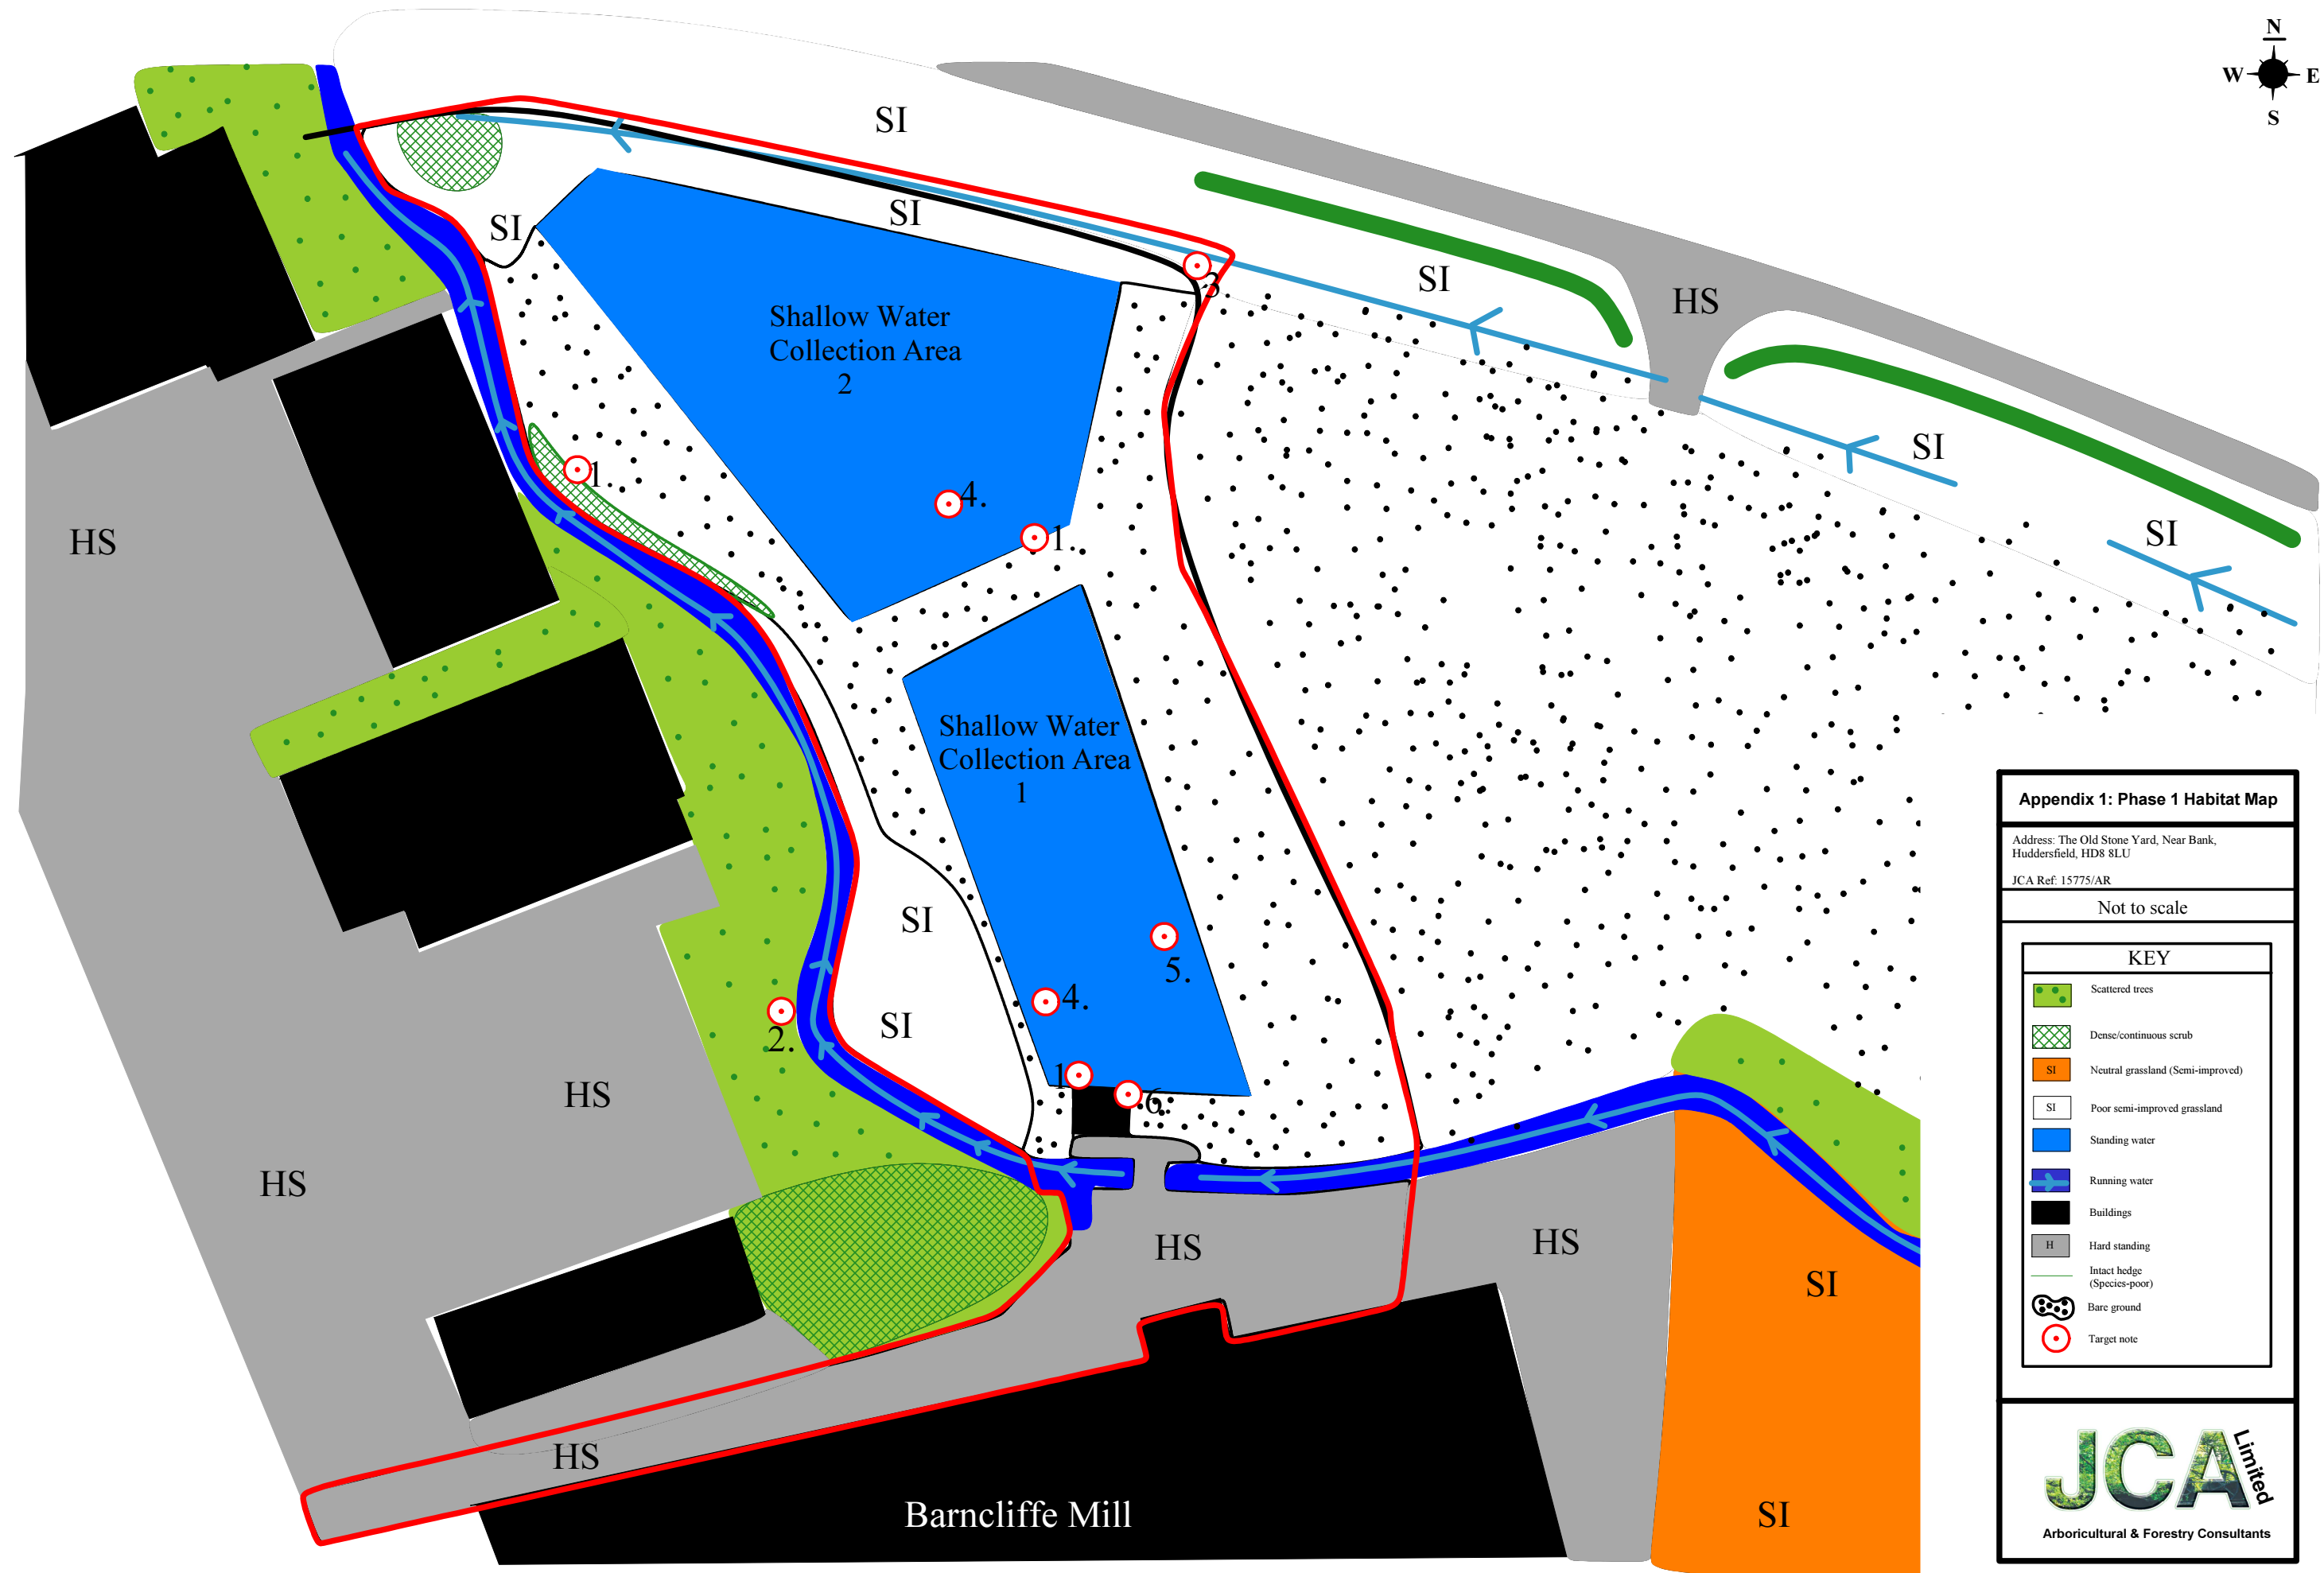 N
W E
S
SI
SI
SI
3.
SI
HS
Shallow Water
Collection Area
2
SI
1.
4.
1.
HS
SI
Shallow Water
Collection Area
1
SI
5.
4.
SI
2.
1
6.
HS
HS
HS
HS
SI
HS
Barncliffe Mill
SI
Appendix 1: Phase 1 Habitat Map
Address: The Old Stone Yard, Near Bank,
Huddersfield, HD8 8LU
JCA Ref: 15775/AR
Not to scale
KEY
Scattered trees
Dense/continuous scrub
SI Neutral grassland (Semi-improved)
SI Poor semi-improved grassland
Standing water
Running water
Buildings
H Hard standing
Intact hedge
(Species-poor)
Bare ground
Target note
JCA Limited
Arboricultural & Forestry Consultants